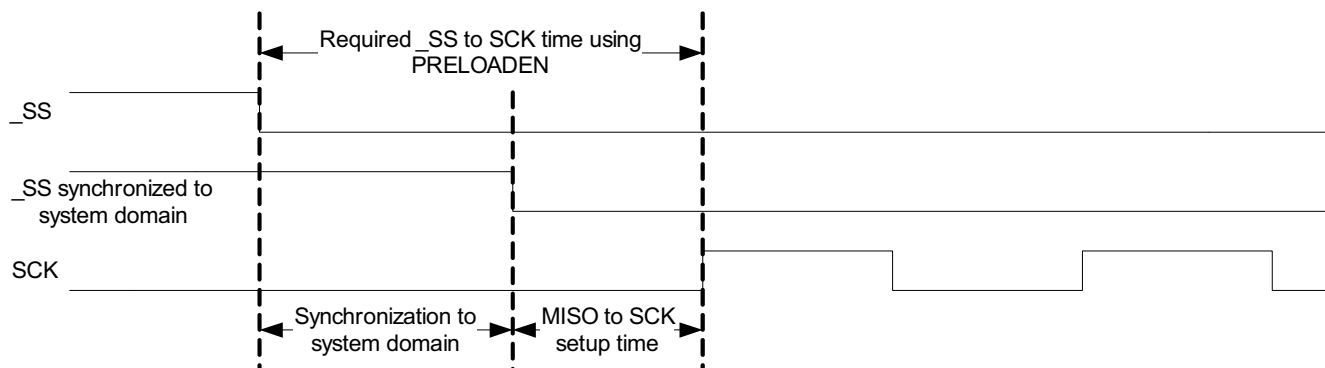 Required _SS to SCK time using
PRELOADEN
_SS
_SS synchronized to
system domain
SCK
Synchronization to
system domain
MISO to SCK
setup time